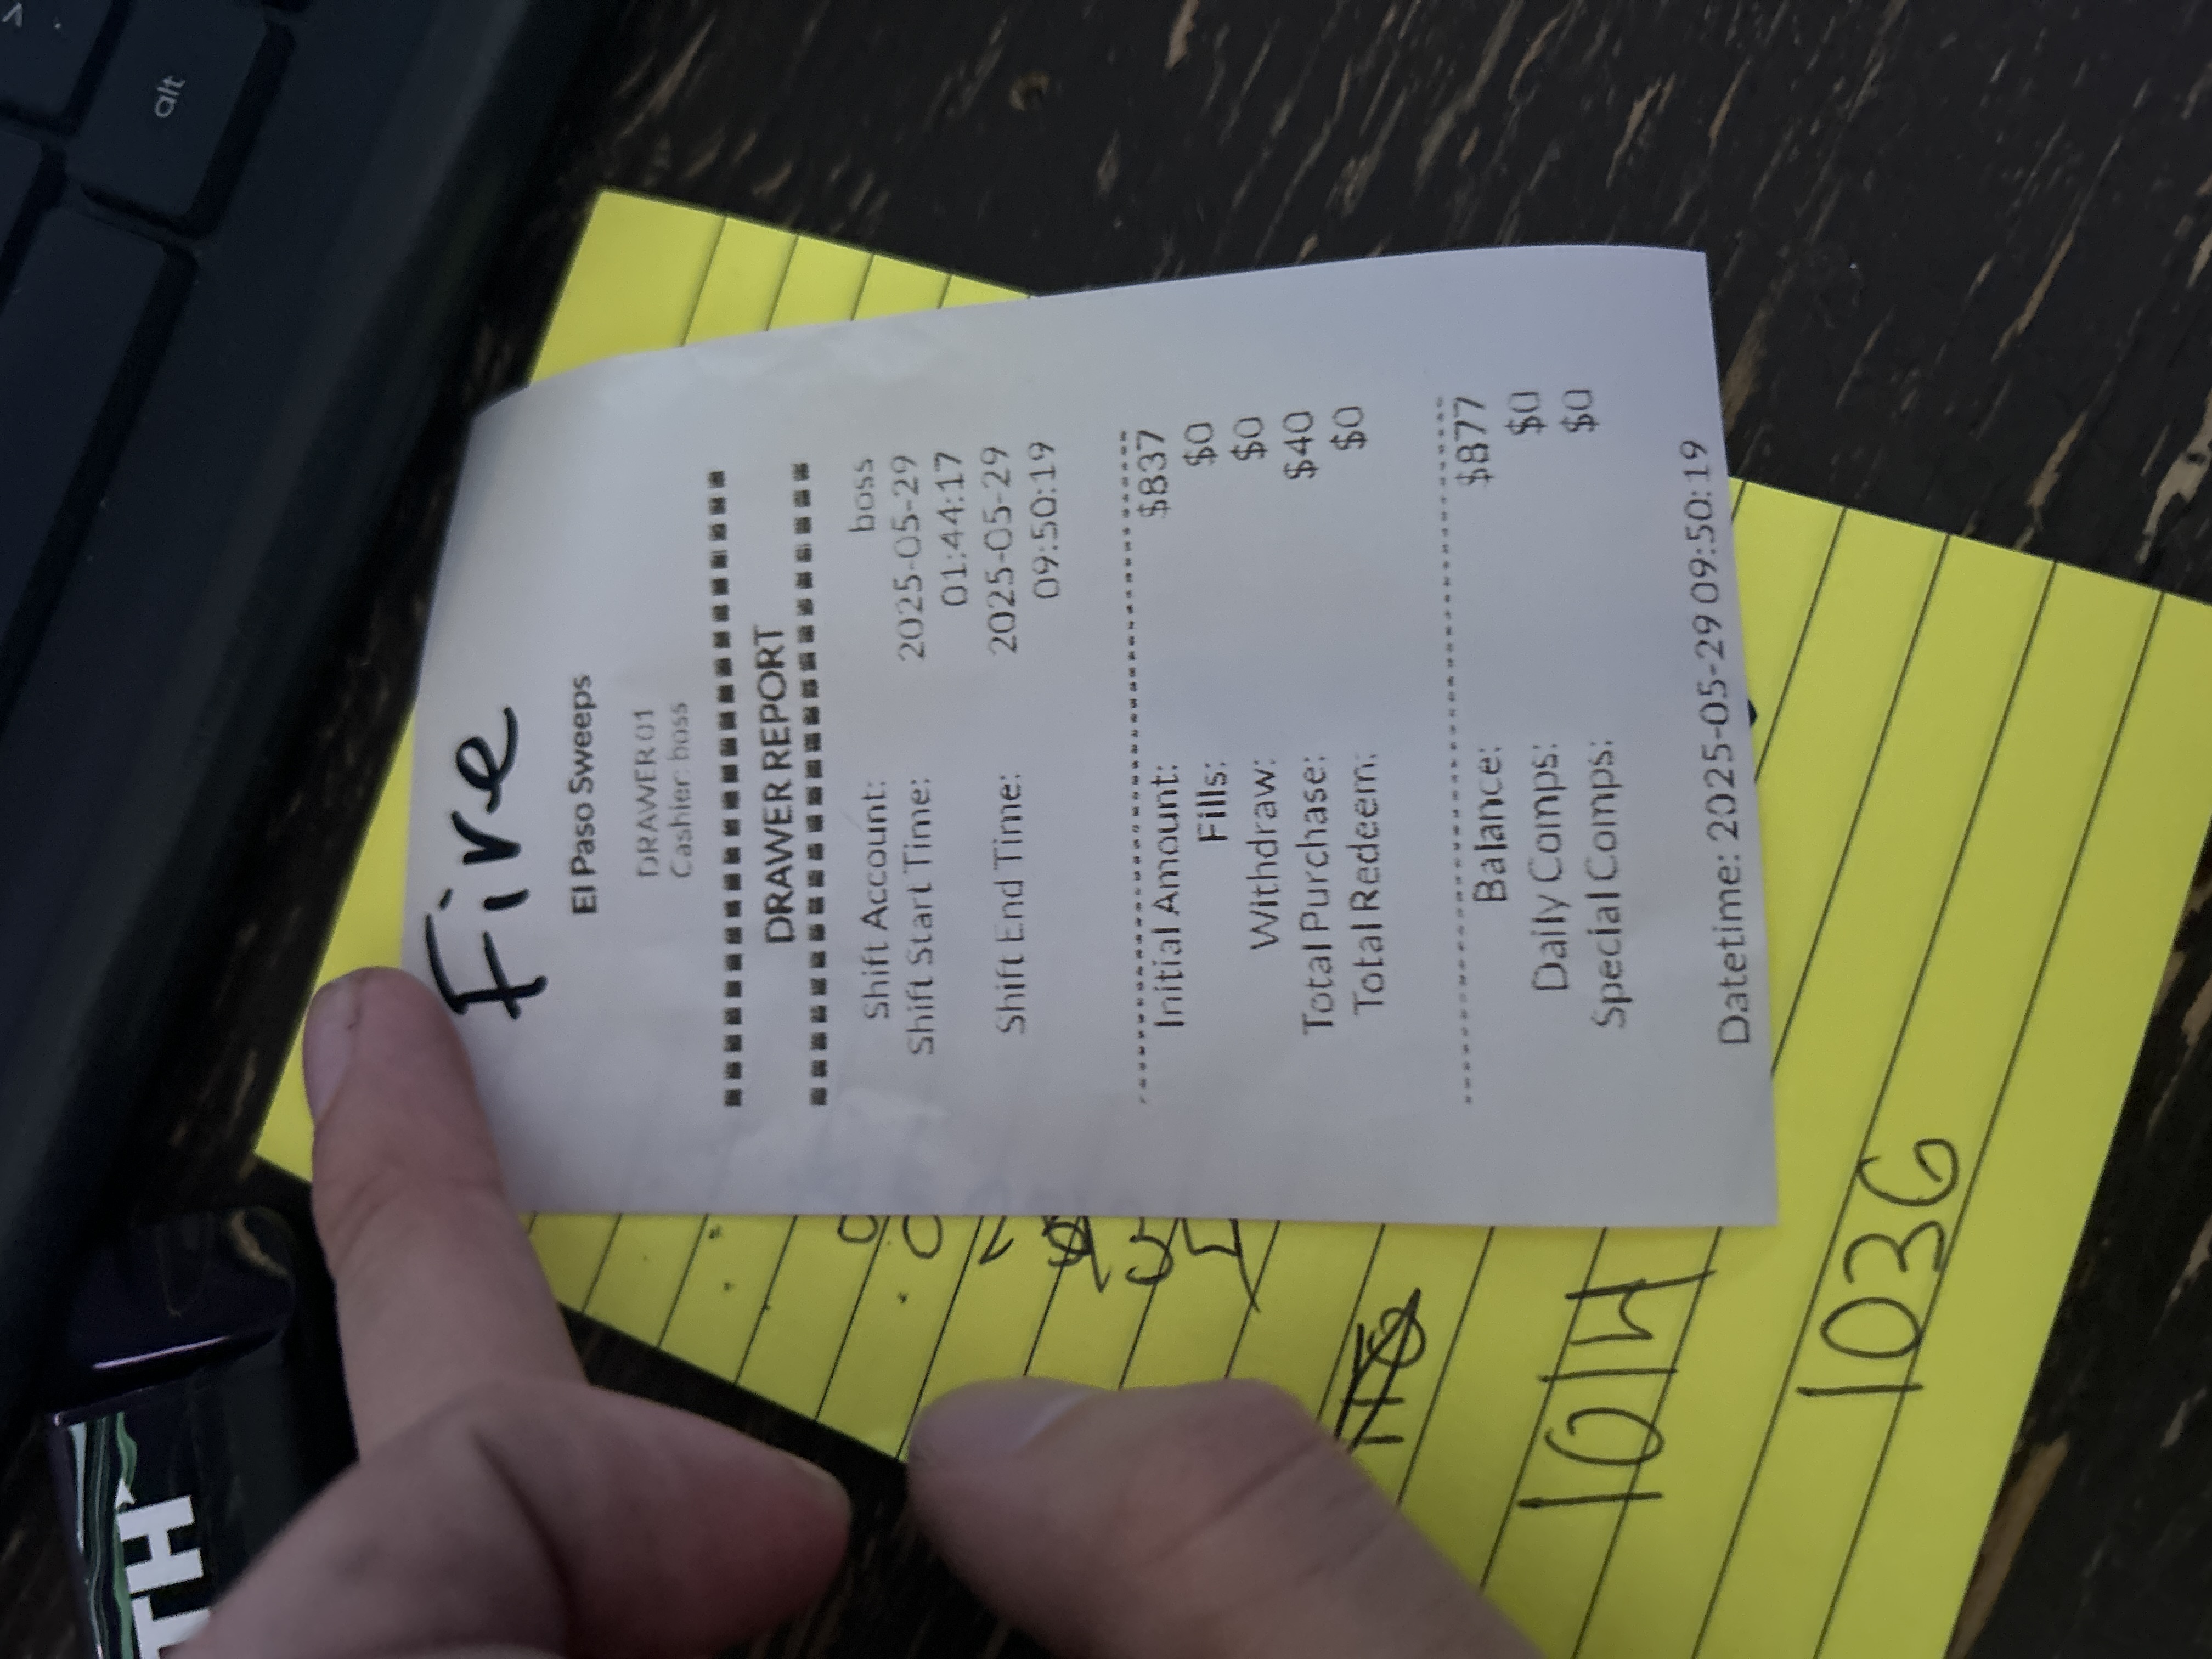 alt
Fire
El Paso Sweeps
DRAWER 01
Cashier: boss
DRAWER REPORT
Shift Account: boss
Shift Start Time: 2025-05-29
01:44:17
Shift End Time: 2025-05-29
09:50:19
Initial Amount: $837
Fills: $0
Withdraw: $0
Total Purchase: $40
Total Redeem: $0
Balance: $877
Daily Comps: $0
Special Comps: $0
Datetime: 2025-05-29 09:50:19
1014
1036